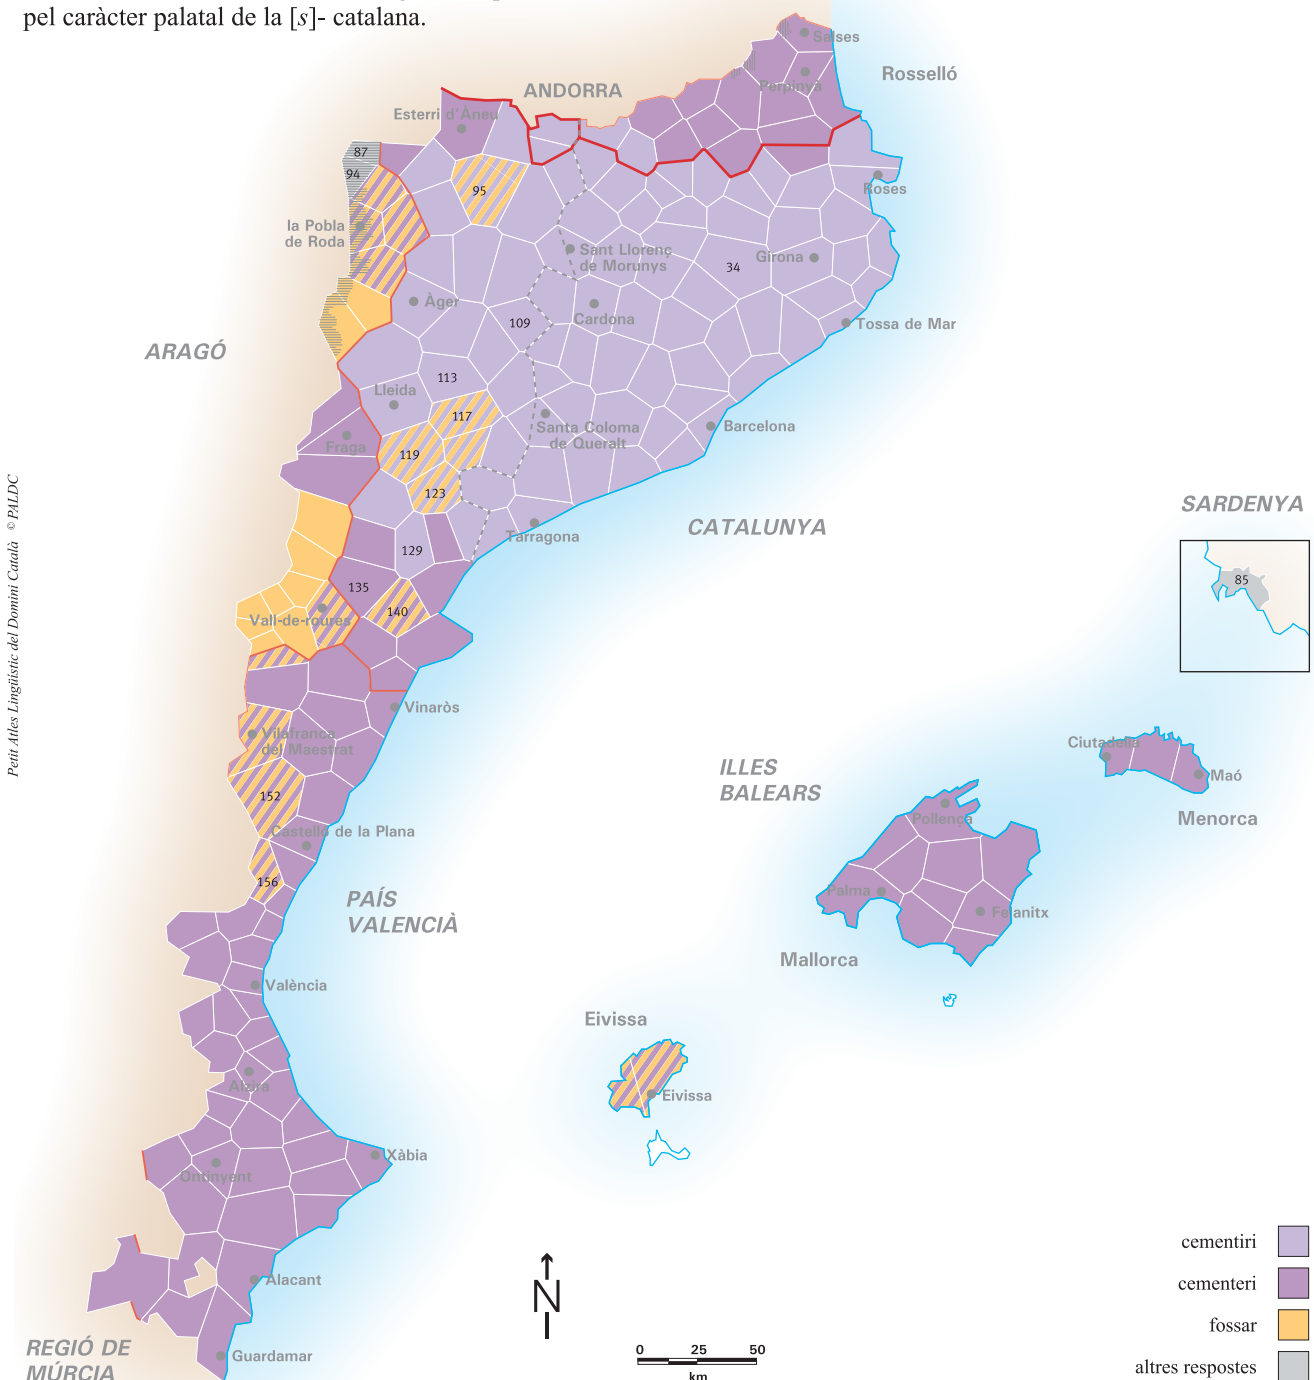 pel caràcter palatal de la [s]- catalana.
Salses
Rosselló
Perpinyà
ANDORRA
Esterri d'Àneu
87
94
95
Roses
la Pobla
de Roda
Sant Llorenç
de Morunys
34
Girona
Àger
109
Cardona
Tossa de Mar
ARAGÓ
113
Lleida
117
Santa Coloma
de Queralt
Barcelona
Fraga
119
123
Petit Atles Lingüístic del Domini Català © PALDC
SARDENYA
CATALUNYA
Tarragona
129
85
135
140
Vall-de-roures
Vinaròs
Vilafranca
del Maestrat
Ciutadella
ILLES
BALEARS
Maó
152
Pollença
Menorca
Castelló de la Plana
156
PAÍS
VALENCIÀ
Palma
Felanitx
Mallorca
València
Eivissa
Alzira
Eivissa
Xàbia
Ontinyent
cementiri
Alacant
cementeri
N
fossar
REGIÓ DE
MÚRCIA
Guardamar
0 25 50
km
altres respostes